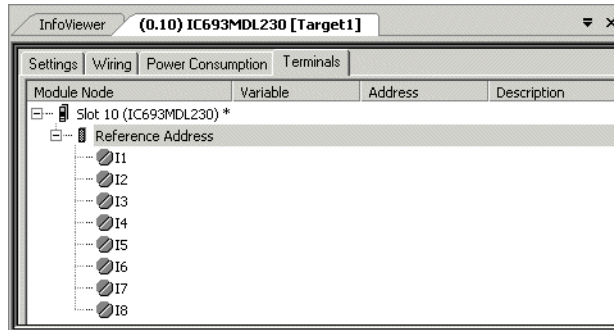 InfoViewer (0.10) IC693MDL230 [Target1]
Settings Wiring Power Consumption Terminals
Module Node Variable Address Description
Slot 10 (IC693MDL230) *
Reference Address
I1
I2
I3
I4
I5
I6
I7
I8